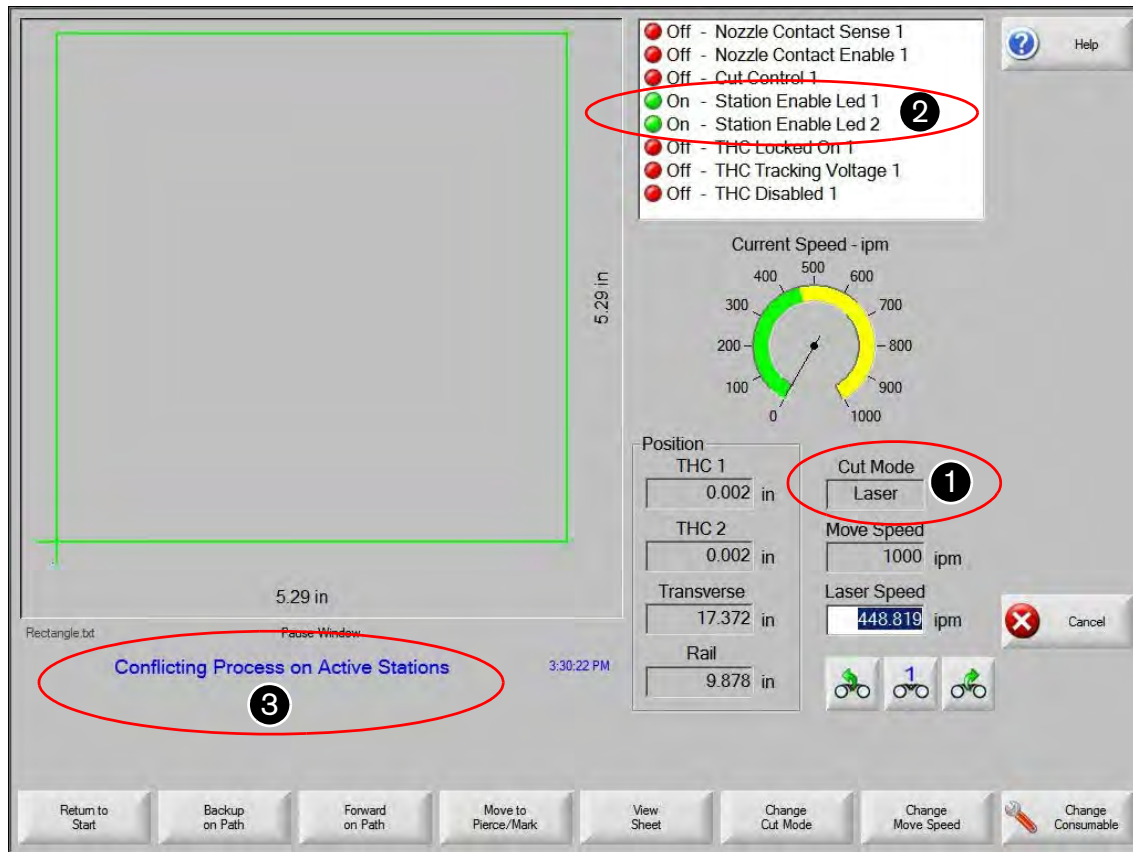 Off - Nozzle Contact Sense 1
Off - Nozzle Contact Enable 1
Off - Cut Control 1
On - Station Enable Led 1
On - Station Enable Led 2
2
Off - THC Locked On 1
Off - THC Tracking Voltage 1
Off - THC Disabled 1
Help
5.29 in
5.29 in
Current Speed - ipm
0
100
200
300
400
500
600
700
800
900
1000
Position
THC 1
0.002 in
THC 2
0.002 in
Transverse
17.372 in
Rail
9.878 in
Cut Mode
Laser
1
Move Speed
1000 ipm
Laser Speed
448.819 ipm
1
Cancel
Rectangle.txt
Pause Window
Conflicting Process on Active Stations
3:30:22 PM
3
Return to
Start
Backup
on Path
Forward
on Path
Move to
Pierce/Mark
View
Sheet
Change
Cut Mode
Change
Move Speed
Change
Consumable